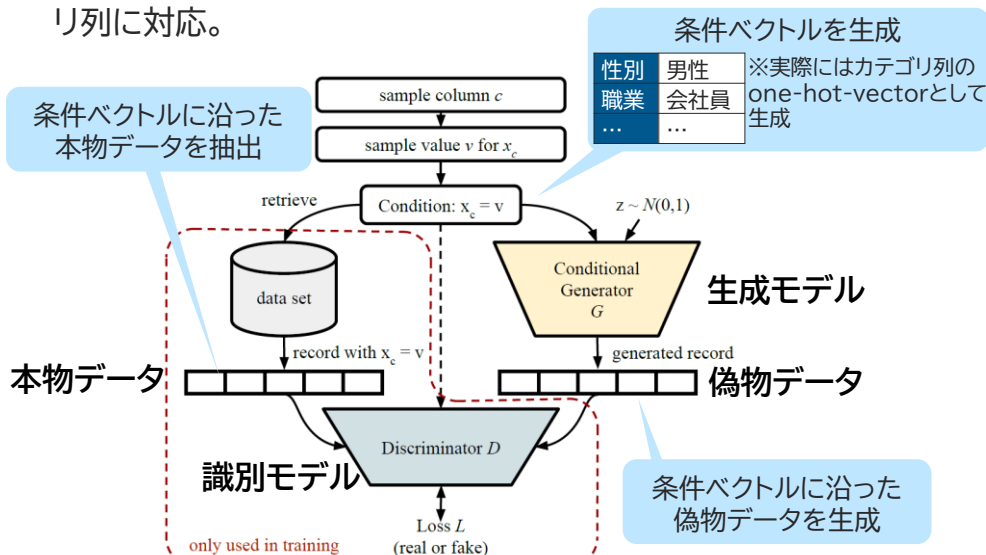 リ列に対応。
条件ベクトルを生成
性別 男性
職業 会社員
… …
※実際にはカテゴリ列の
one-hot-vectorとして
生成
条件ベクトルに沿った
本物データを抽出
sample column c
sample value v for x_c
Condition: x_c = v
retrieve
z ~ N(0,1)
data set
Conditional
Generator
G
生成モデル
record with x_c = v
generated record
本物データ
偽物データ
Discriminator D
識別モデル
条件ベクトルに沿った
偽物データを生成
Loss L
(real or fake)
only used in training